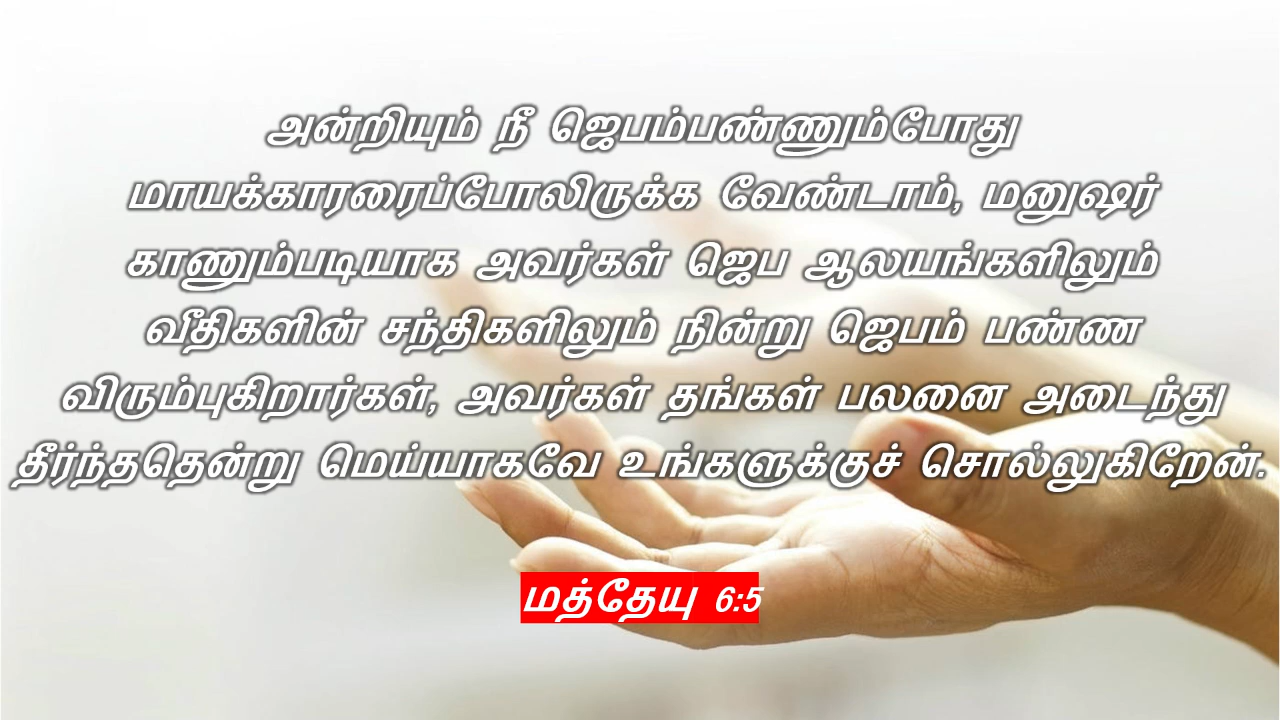 அன்றியும் நீ ஜெபம்பண்ணும்போது
மாயக்காரரைப்போலிருக்க வேண்டாம், மனுஷர்
காணும்படியாக அவர்கள் ஜெப ஆலயங்களிலும்
வீதிகளின் சந்திகளிலும் நின்று ஜெபம் பண்ண
விரும்புகிறார்கள், அவர்கள் தங்கள் பலனை அடைந்து
தீர்ந்ததென்று மெய்யாகவே உங்களுக்குச் சொல்லுகிறேன்.
மத்தேயு 6:5